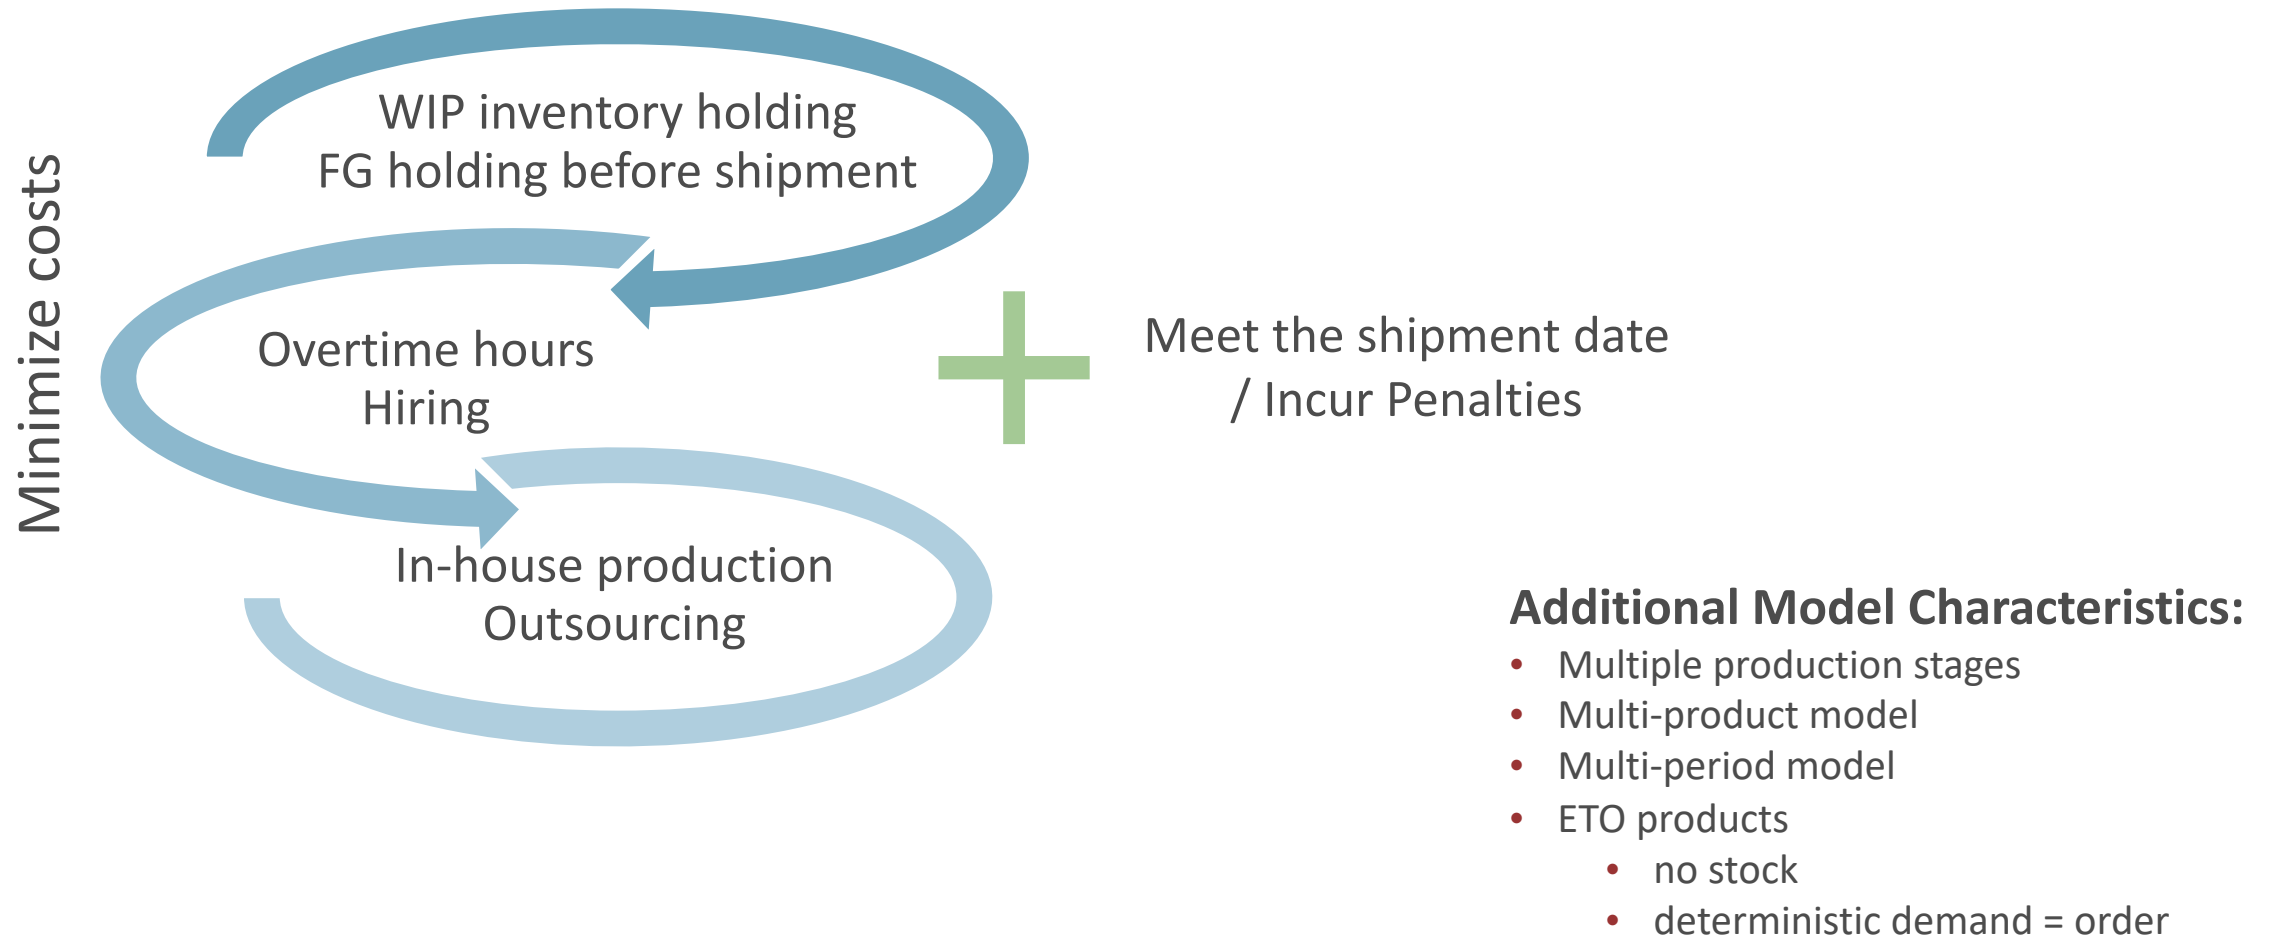 Minimize costs
WIP inventory holding
FG holding before shipment
Overtime hours
Hiring
In-house production
Outsourcing
Meet the shipment date
/ Incur Penalties
Additional Model Characteristics:
• Multiple production stages
• Multi-product model
• Multi-period model
• ETO products
• no stock
• deterministic demand = order